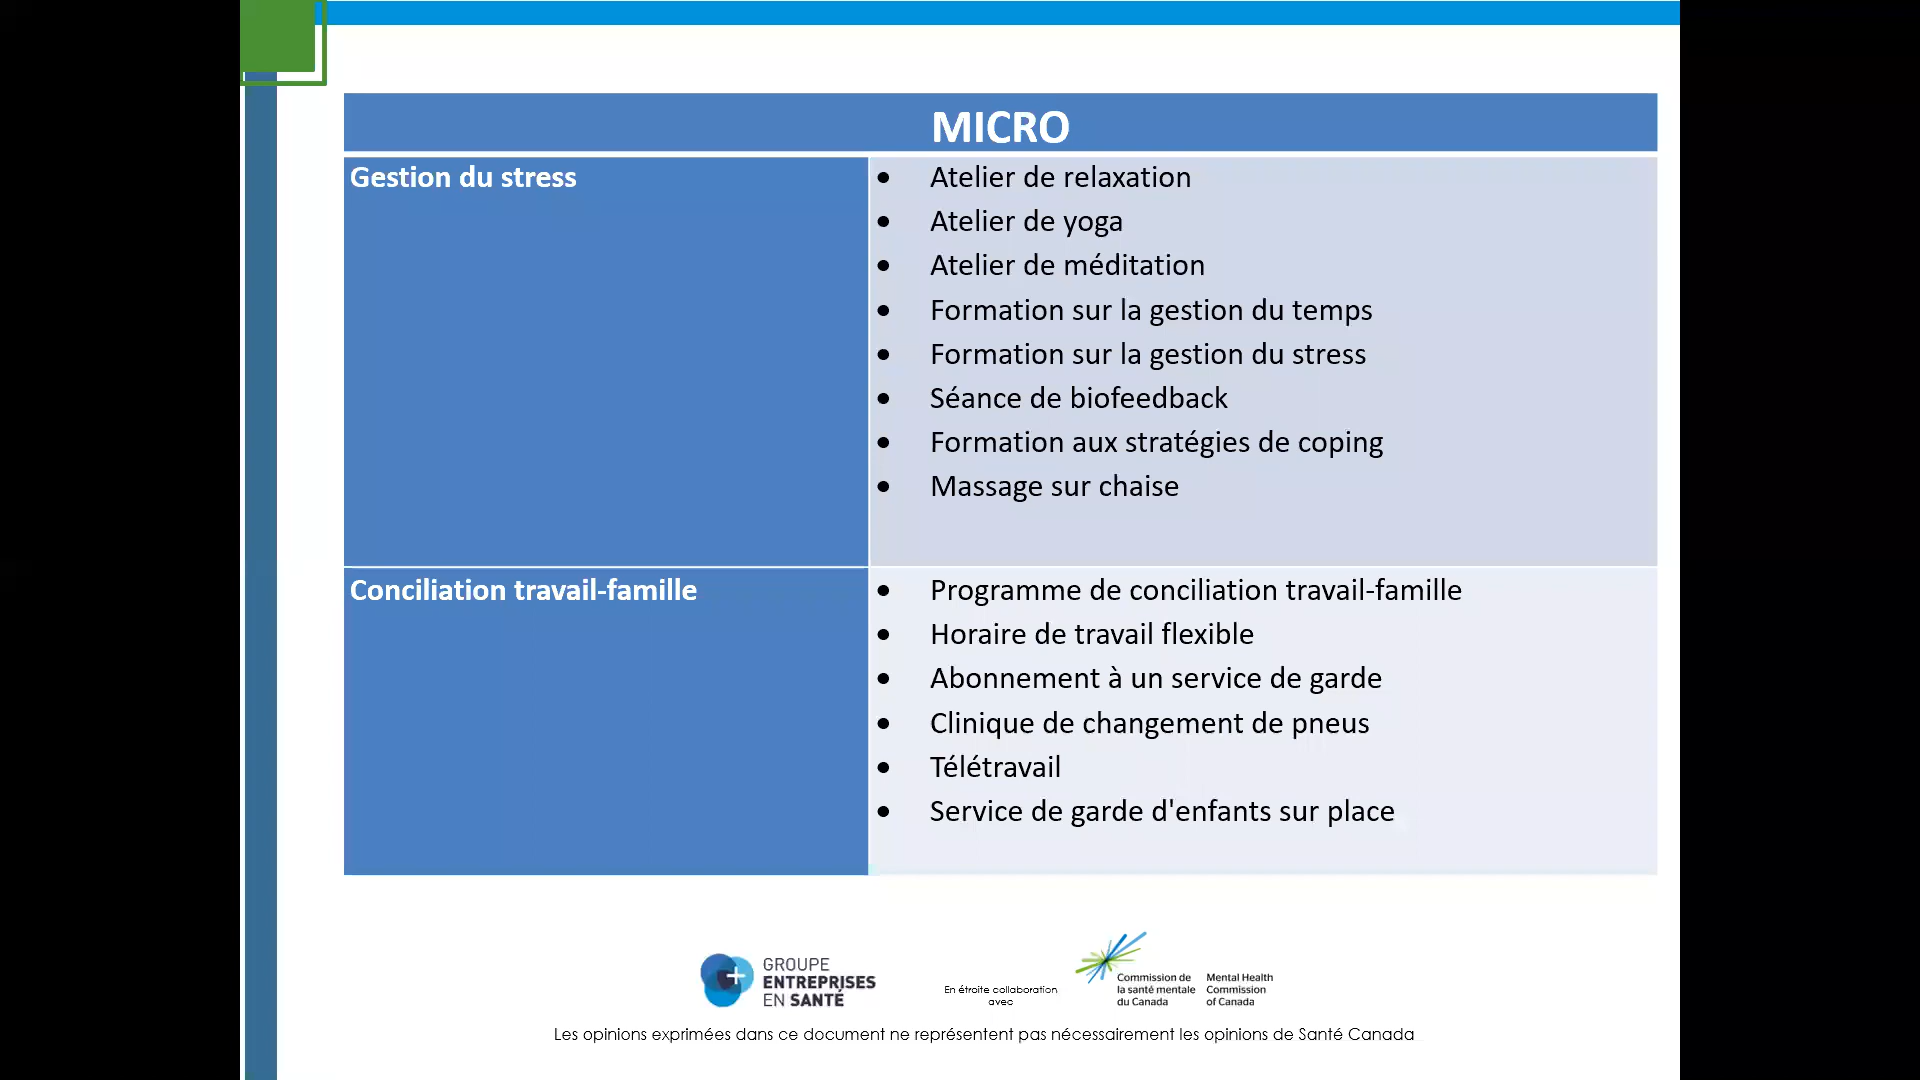 MICRO
Gestion du stress
Atelier de relaxation
Atelier de yoga
Atelier de méditation
Formation sur la gestion du temps
Formation sur la gestion du stress
Séance de biofeedback
Formation aux stratégies de coping
Massage sur chaise
Conciliation travail-famille
Programme de conciliation travail-famille
Horaire de travail flexible
Abonnement à un service de garde
Clinique de changement de pneus
Télétravail
Service de garde d'enfants sur place
GROUPE
ENTREPRISES
EN SANTÉ
En étroite collaboration
avec
Commission de
la santé mentale
du Canada
Mental Health
Commission
of Canada
Les opinions exprimées dans ce document ne représentent pas nécessairement les opinions de Santé Canada